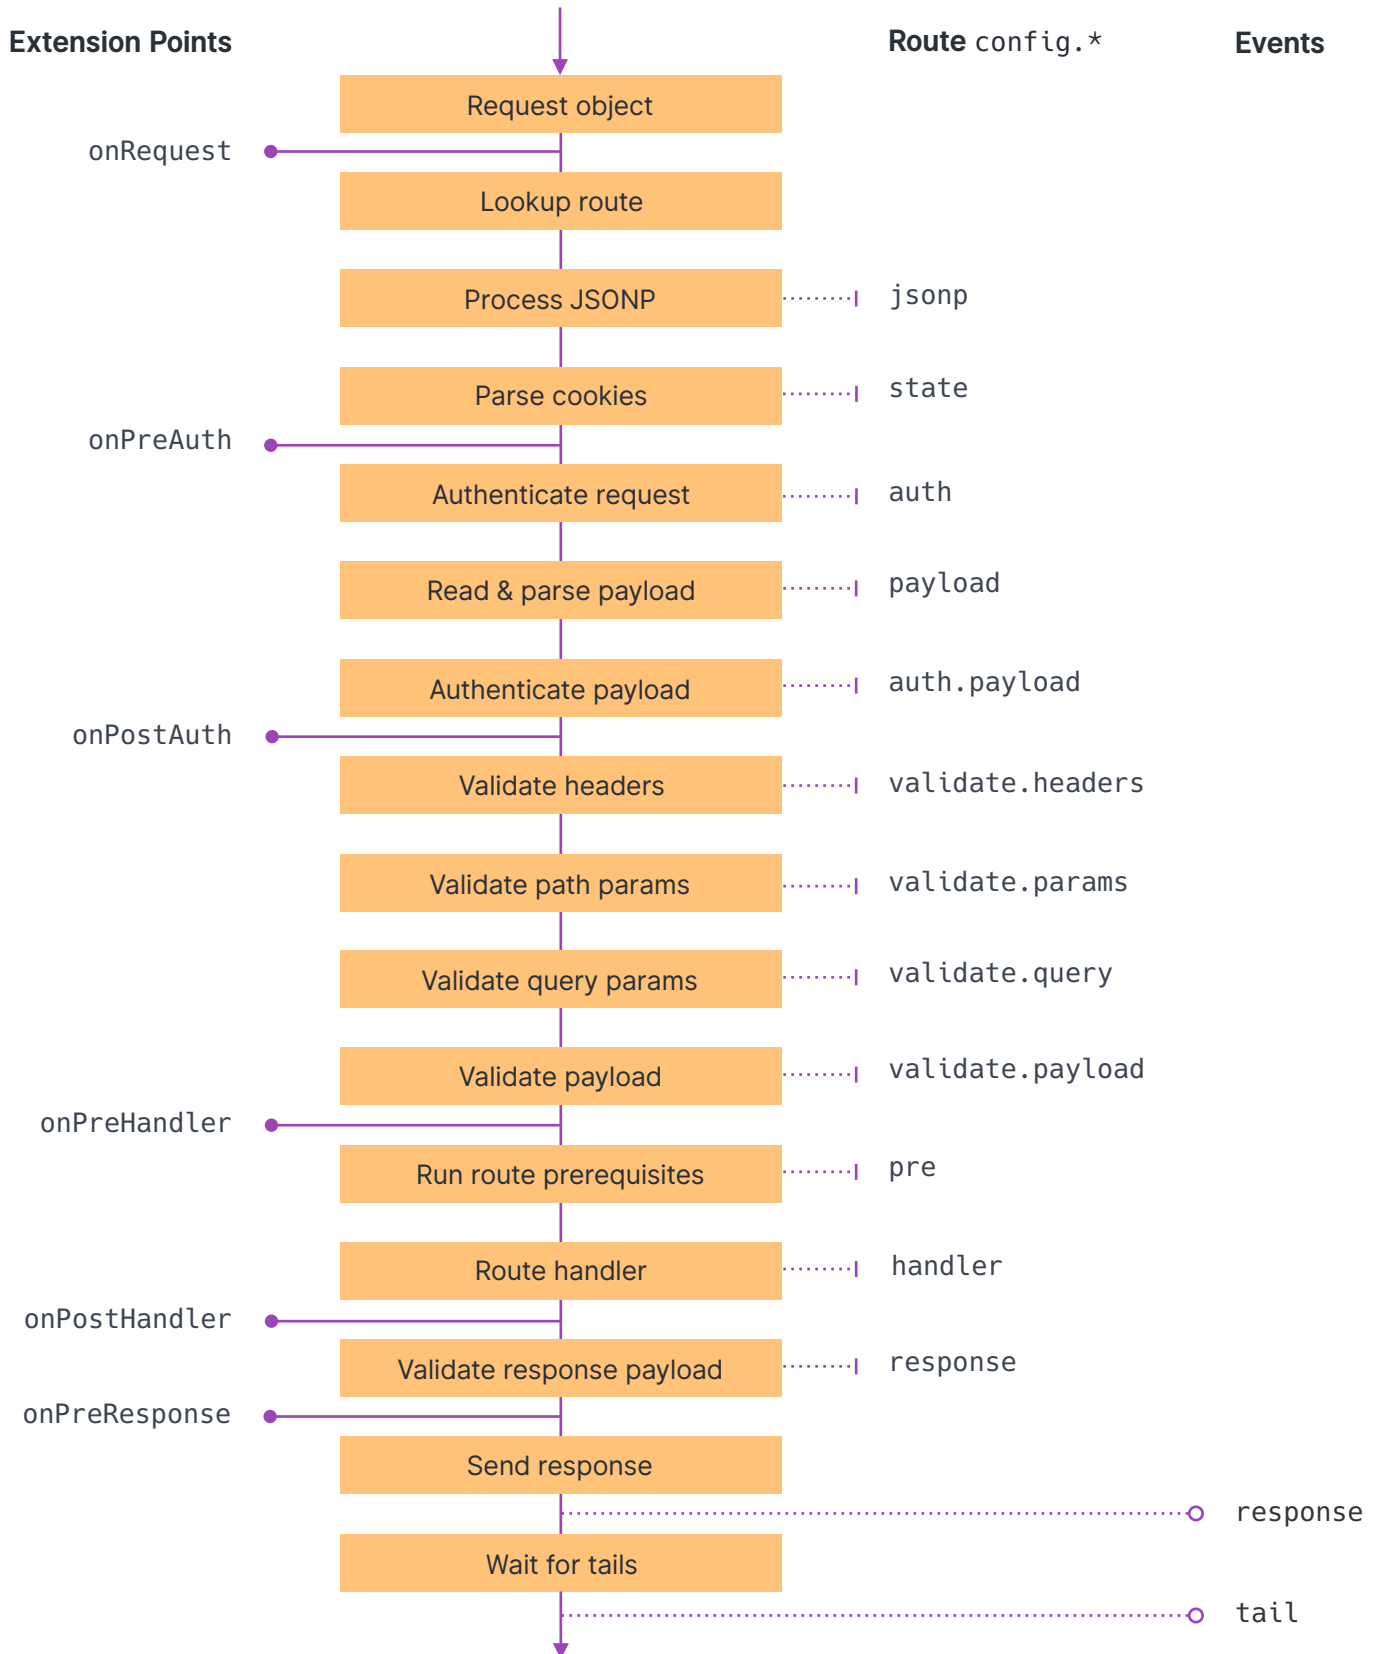 Extension Points
Route config.*
Events
Request object
onRequest
Lookup route
Process JSONP
jsonp
Parse cookies
state
onPreAuth
Authenticate request
auth
Read & parse payload
payload
Authenticate payload
auth.payload
onPostAuth
Validate headers
validate.headers
Validate path params
validate.params
Validate query params
validate.query
Validate payload
validate.payload
onPreHandler
Run route prerequisites
pre
Route handler
handler
onPostHandler
Validate response payload
response
onPreResponse
Send response
response
Wait for tails
tail